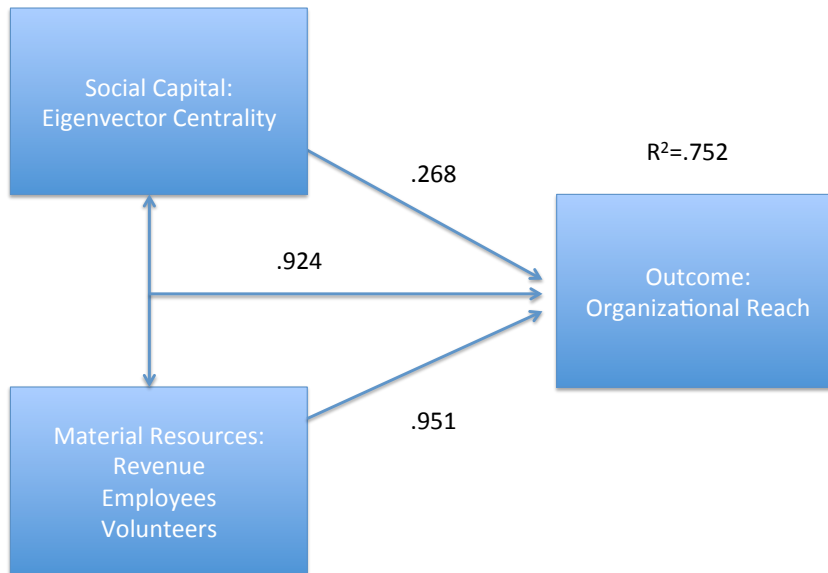 Social Capital:
Eigenvector Centrality
R²=.752
.268
.924
Outcome:
Organizational Reach
.951
Material Resources:
Revenue
Employees
Volunteers